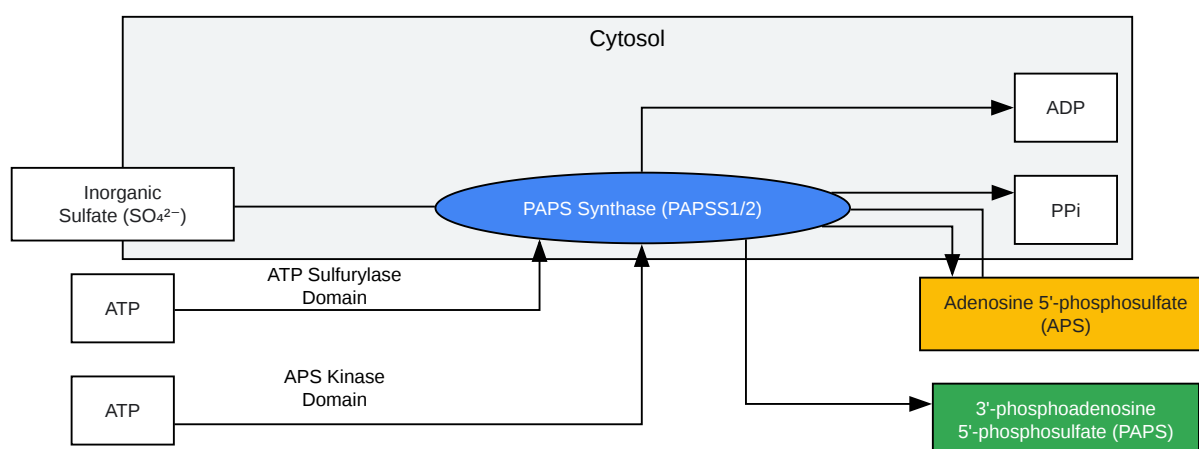 Cytosol
ADP
Inorganic
Sulfate (SO₄²⁻)
PAPS Synthase (PAPSS1/2)
PPi
ATP Sulfurylase
Domain
ATP
Adenosine 5'-phosphosulfate
(APS)
APS Kinase
Domain
ATP
3'-phosphoadenosine
5'-phosphosulfate (PAPS)